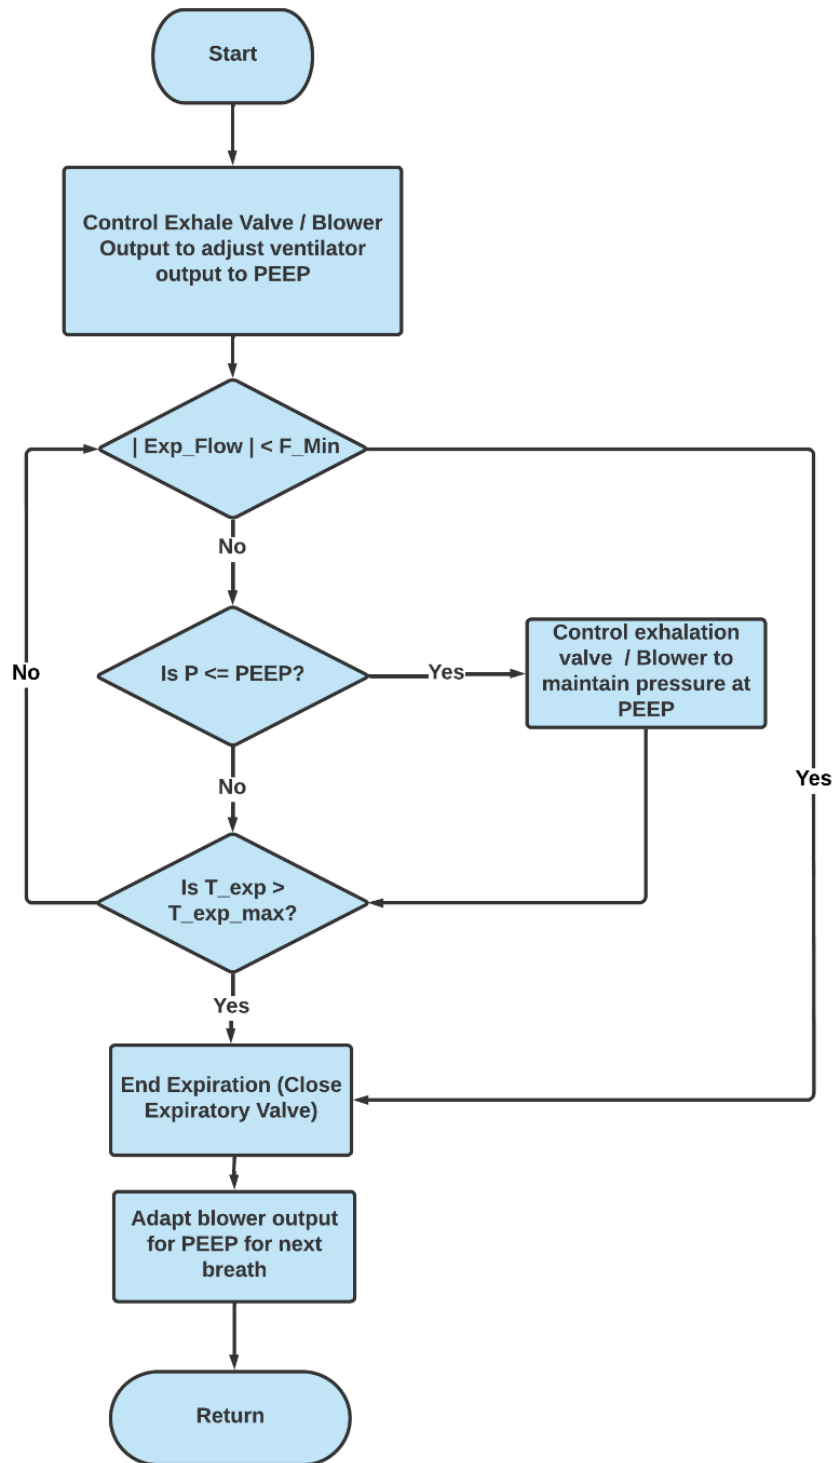 Start
Control Exhale Valve / Blower
Output to adjust ventilator
output to PEEP
| Exp_Flow | < F_Min
No
Is P <= PEEP?
Yes
Control exhalation
valve  / Blower to
maintain pressure at
PEEP
No
Yes
No
Is T_exp >
T_exp_max?
Yes
End Expiration (Close
Expiratory Valve)
Adapt blower output
for PEEP for next
breath
Return